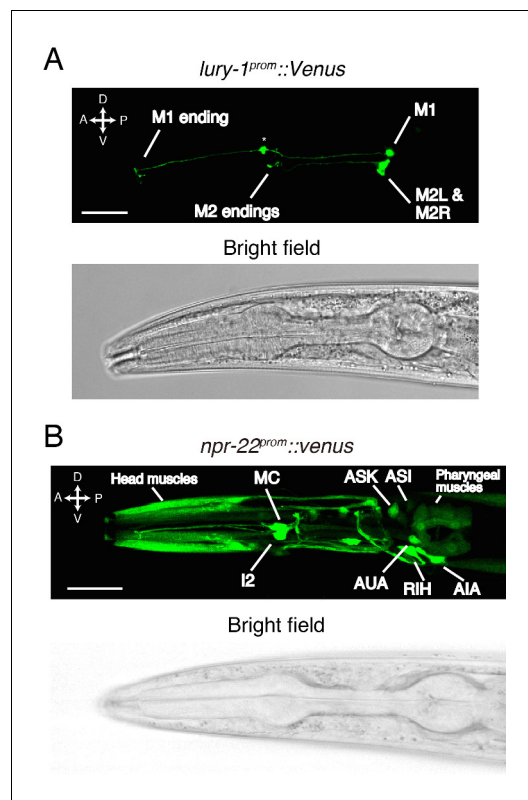 A
lury-1prom::Venus
D
A P
V
M1 ending
*
M1
M2 endings
M2L &
M2R
Bright field
B
npr-22prom::venus
D
A P
V
Head muscles
MC
ASK
ASI
Pharyngeal
muscles
I2
AUA
RIH
AIA
Bright field